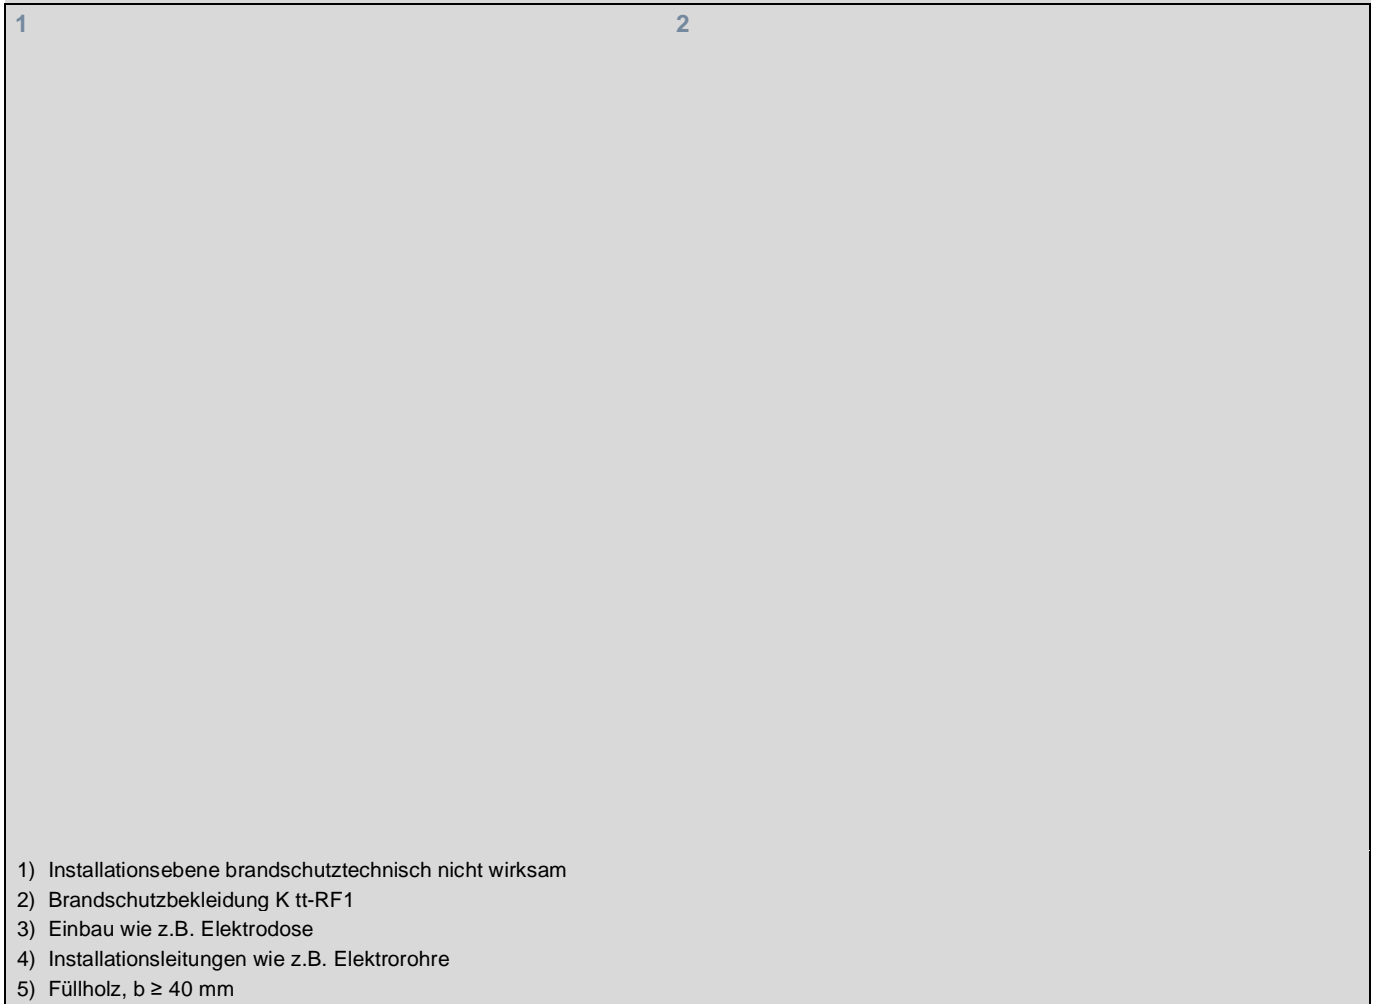 1 2
1) Installationsebene brandschutztechnisch nicht wirksam
2) Brandschutzbekleidung K tt-RF1
3) Einbau wie z.B. Elektrodose
4) Installationsleitungen wie z.B. Elektrorohre
5) Füllholz, b ≥ 40 mm